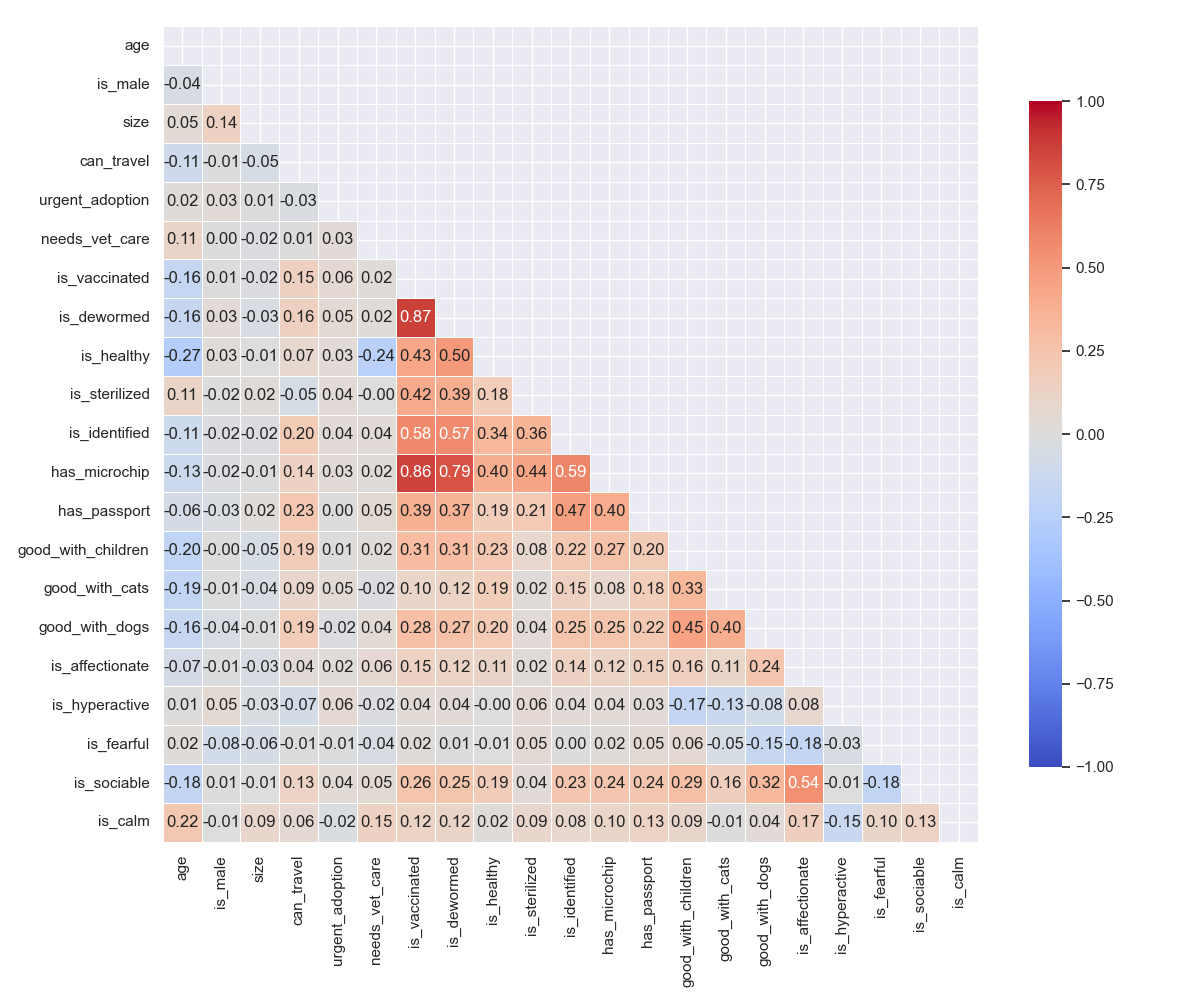 age
is_male -0.04
size 0.05 0.14
can_travel -0.11 -0.01 -0.05
urgent_adoption 0.02 0.03 0.01 -0.03
needs_vet_care 0.11 0.00 -0.02 0.01 0.03
is_vaccinated -0.16 0.01 -0.02 0.15 0.06 0.02
is_dewormed -0.16 0.03 -0.03 0.16 0.05 0.02 0.87
is_healthy -0.27 0.03 -0.01 0.07 0.03 -0.24 0.43 0.50
is_sterilized 0.11 -0.02 0.02 -0.05 0.04 -0.00 0.42 0.39 0.18
is_identified -0.11 -0.02 -0.02 0.20 0.04 0.04 0.58 0.57 0.34 0.36
has_microchip -0.13 -0.02 -0.01 0.14 0.03 0.02 0.86 0.79 0.40 0.44 0.59
has_passport -0.06 -0.03 0.02 0.23 0.00 0.05 0.39 0.37 0.19 0.21 0.47 0.40
good_with_children -0.20 -0.00 -0.05 0.19 0.01 0.02 0.31 0.31 0.23 0.08 0.22 0.27 0.20
good_with_cats -0.19 -0.01 -0.04 0.09 0.05 -0.02 0.10 0.12 0.19 0.02 0.15 0.08 0.18 0.33
good_with_dogs -0.16 -0.04 -0.01 0.19 -0.02 0.04 0.28 0.27 0.20 0.04 0.25 0.25 0.22 0.45 0.40
is_affectionate -0.07 -0.01 -0.03 0.04 0.02 0.06 0.15 0.12 0.11 0.02 0.14 0.12 0.15 0.16 0.11 0.24
is_hyperactive 0.01 0.05 -0.03 -0.07 0.06 -0.02 0.04 0.04 -0.00 0.06 0.04 0.04 0.03 -0.17 -0.13 -0.08 0.08
is_fearful 0.02 -0.08 -0.06 -0.01 -0.01 -0.04 0.02 0.01 -0.01 0.05 0.00 0.02 0.05 0.06 -0.05 -0.15 -0.18 -0.03
is_sociable -0.18 0.01 -0.01 0.13 0.04 0.05 0.26 0.25 0.19 0.04 0.23 0.24 0.24 0.29 0.16 0.32 0.54 -0.01 -0.18
is_calm 0.22 -0.01 0.09 0.06 -0.02 0.15 0.12 0.12 0.02 0.09 0.08 0.10 0.13 0.09 -0.01 0.04 0.17 -0.15 0.10 0.13
age
is_male
size
can_travel
urgent_adoption
needs_vet_care
is_vaccinated
is_dewormed
is_healthy
is_sterilized
is_identified
has_microchip
has_passport
good_with_children
good_with_cats
good_with_dogs
is_affectionate
is_hyperactive
is_fearful
is_sociable
is_calm
1.00
0.75
0.50
0.25
0.00
−0.25
−0.50
−0.75
−1.00